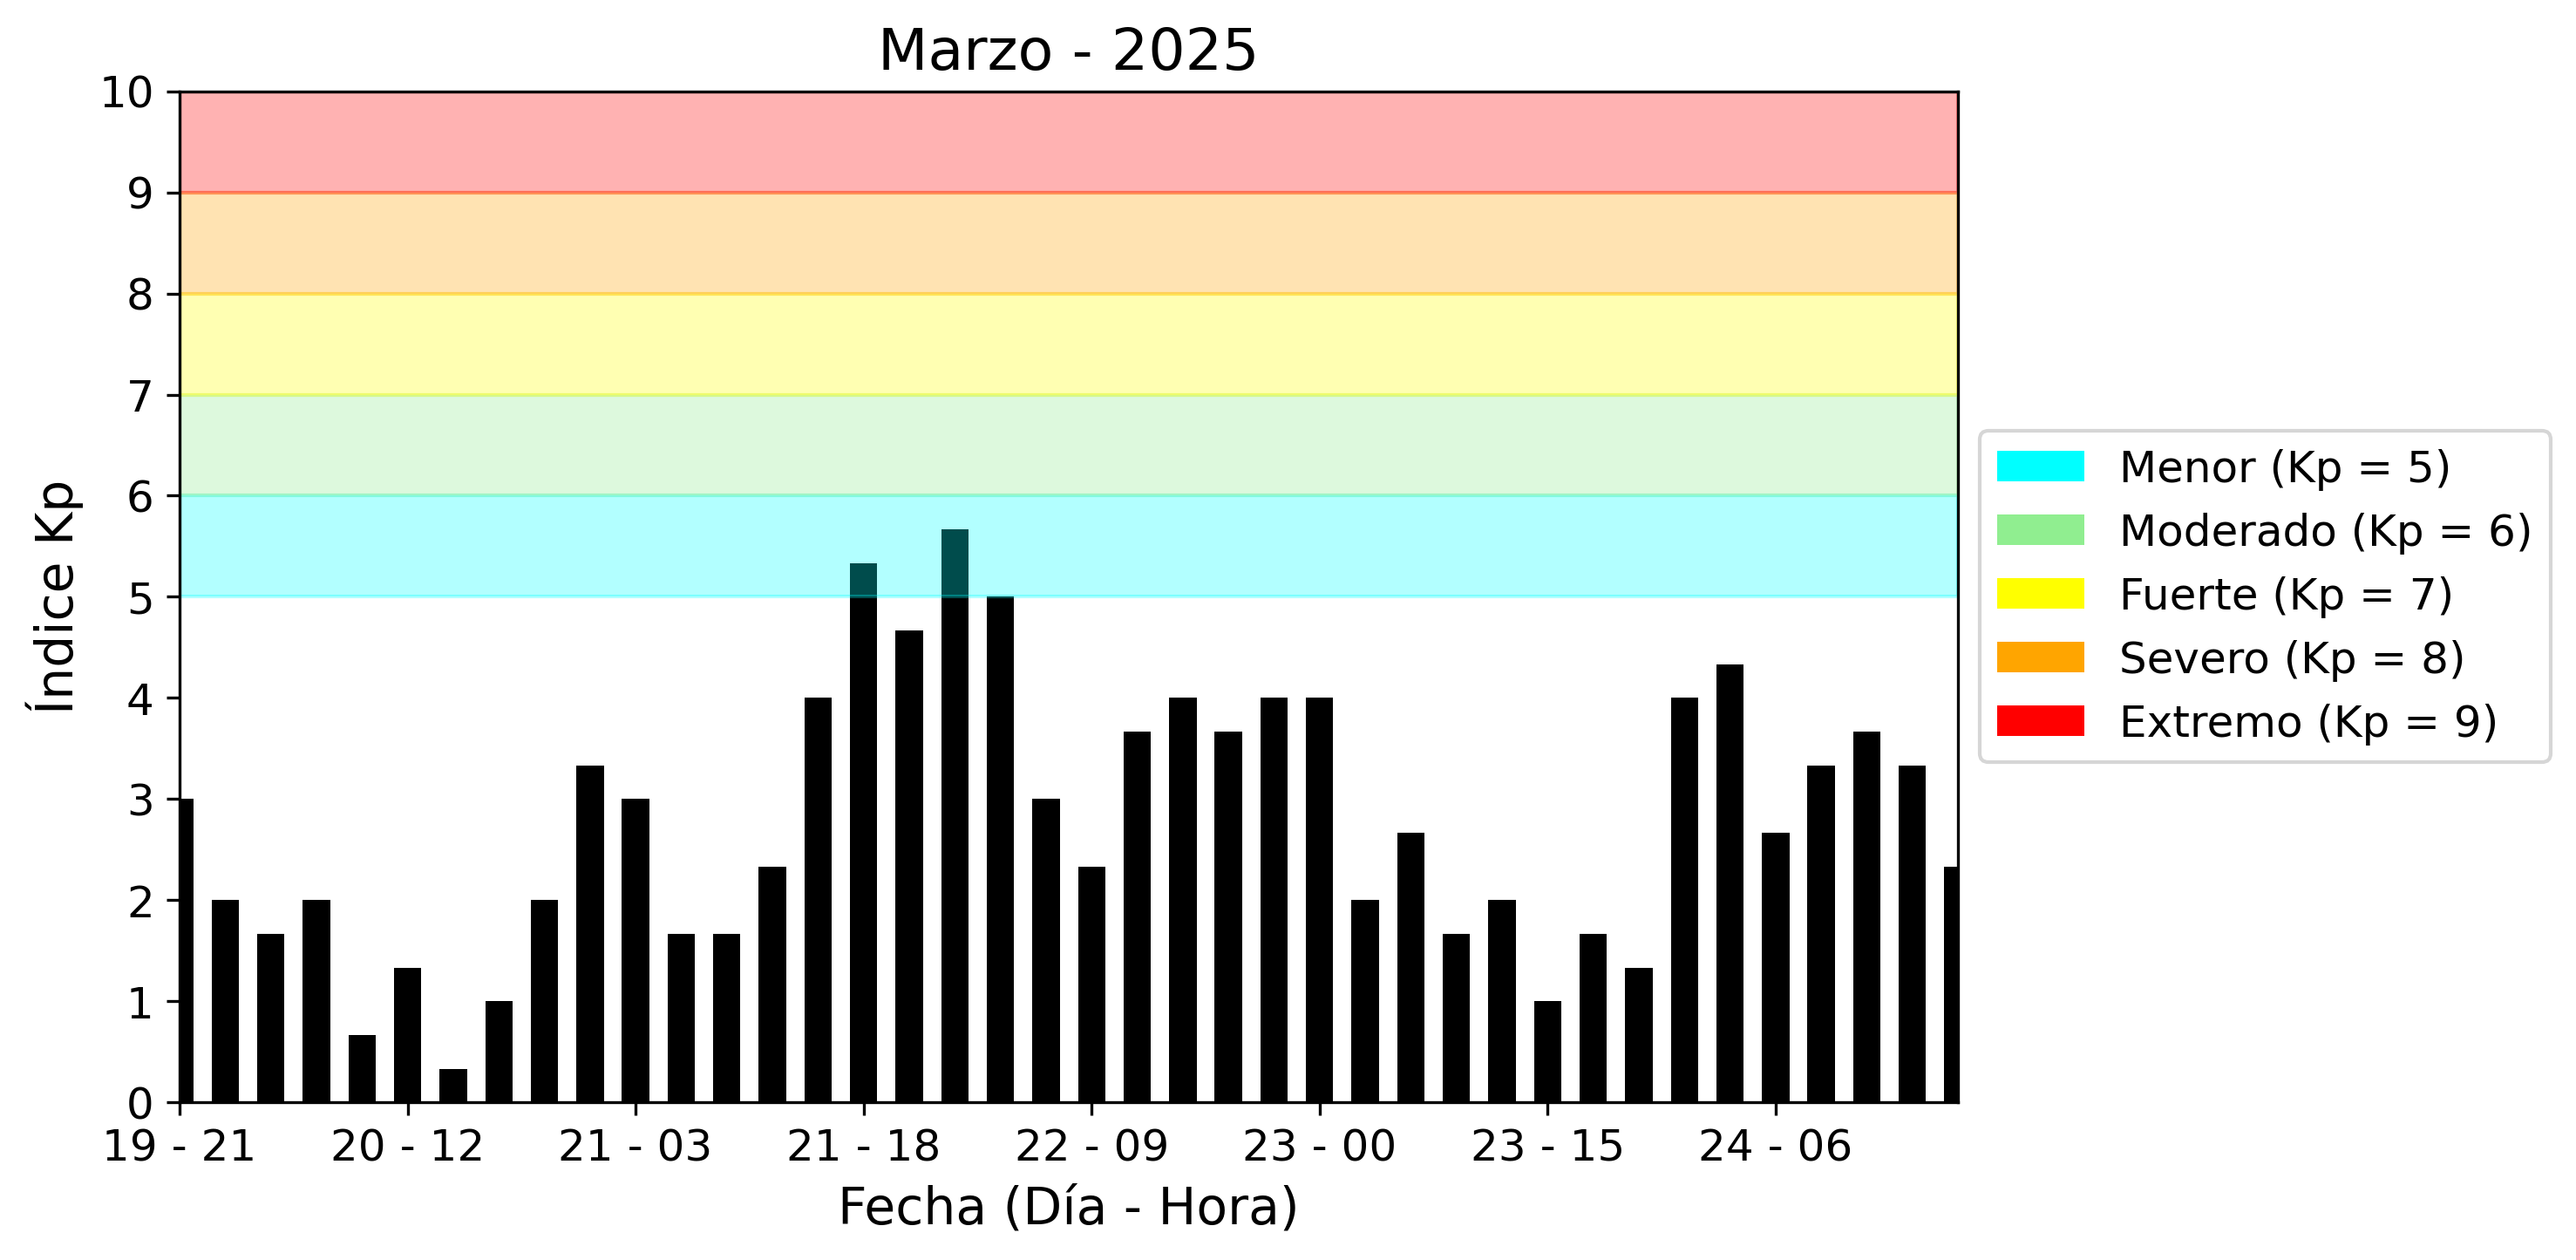 Marzo - 2025
Índice Kp
10
9
8
7
6
5
4
3
2
1
0
19 - 21
20 - 12
21 - 03
21 - 18
22 - 09
23 - 00
23 - 15
24 - 06
Fecha (Día - Hora)
Menor (Kp = 5)
Moderado (Kp = 6)
Fuerte (Kp = 7)
Severo (Kp = 8)
Extremo (Kp = 9)